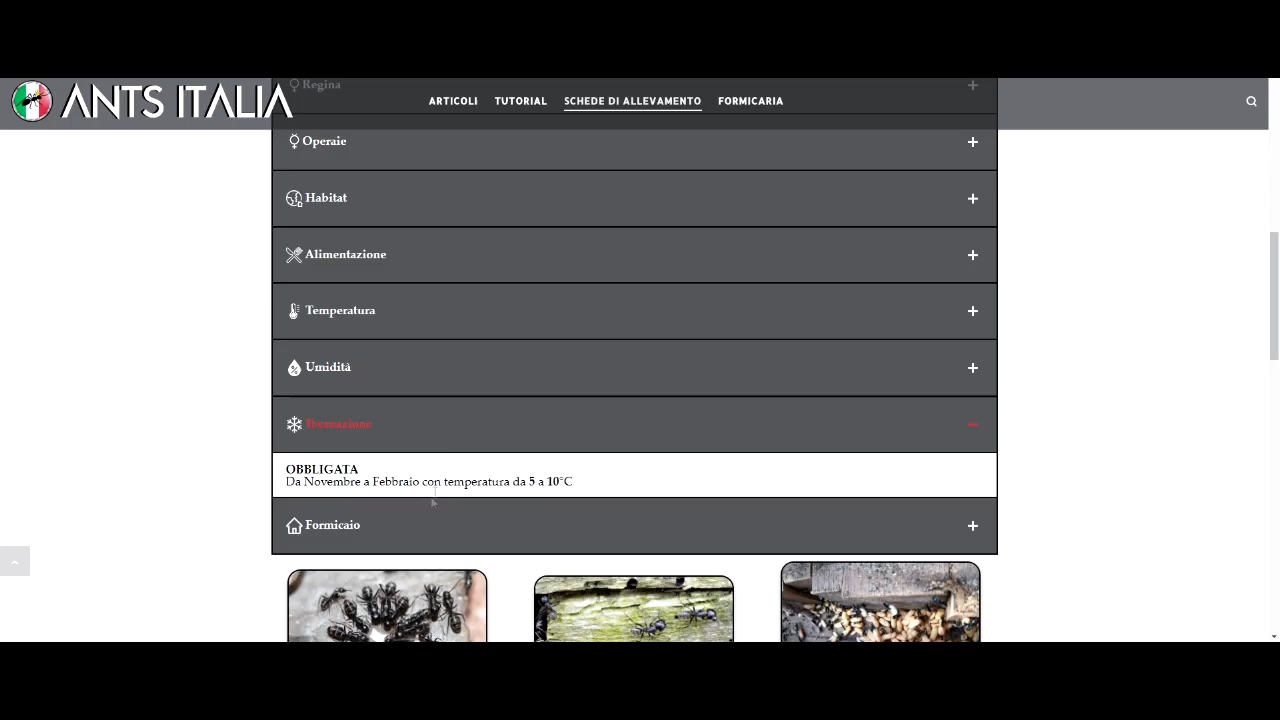 Regina
ANTS ITALIA
ARTICOLI TUTORIAL SCHEDE DI ALLEVAMENTO FORMICARIA
Operaie
Habitat
Alimentazione
Temperatura
Umidità
Ibernazione
OBBLIGATA
Da Novembre a Febbraio con temperatura da 5 a 10°C
Formicaio